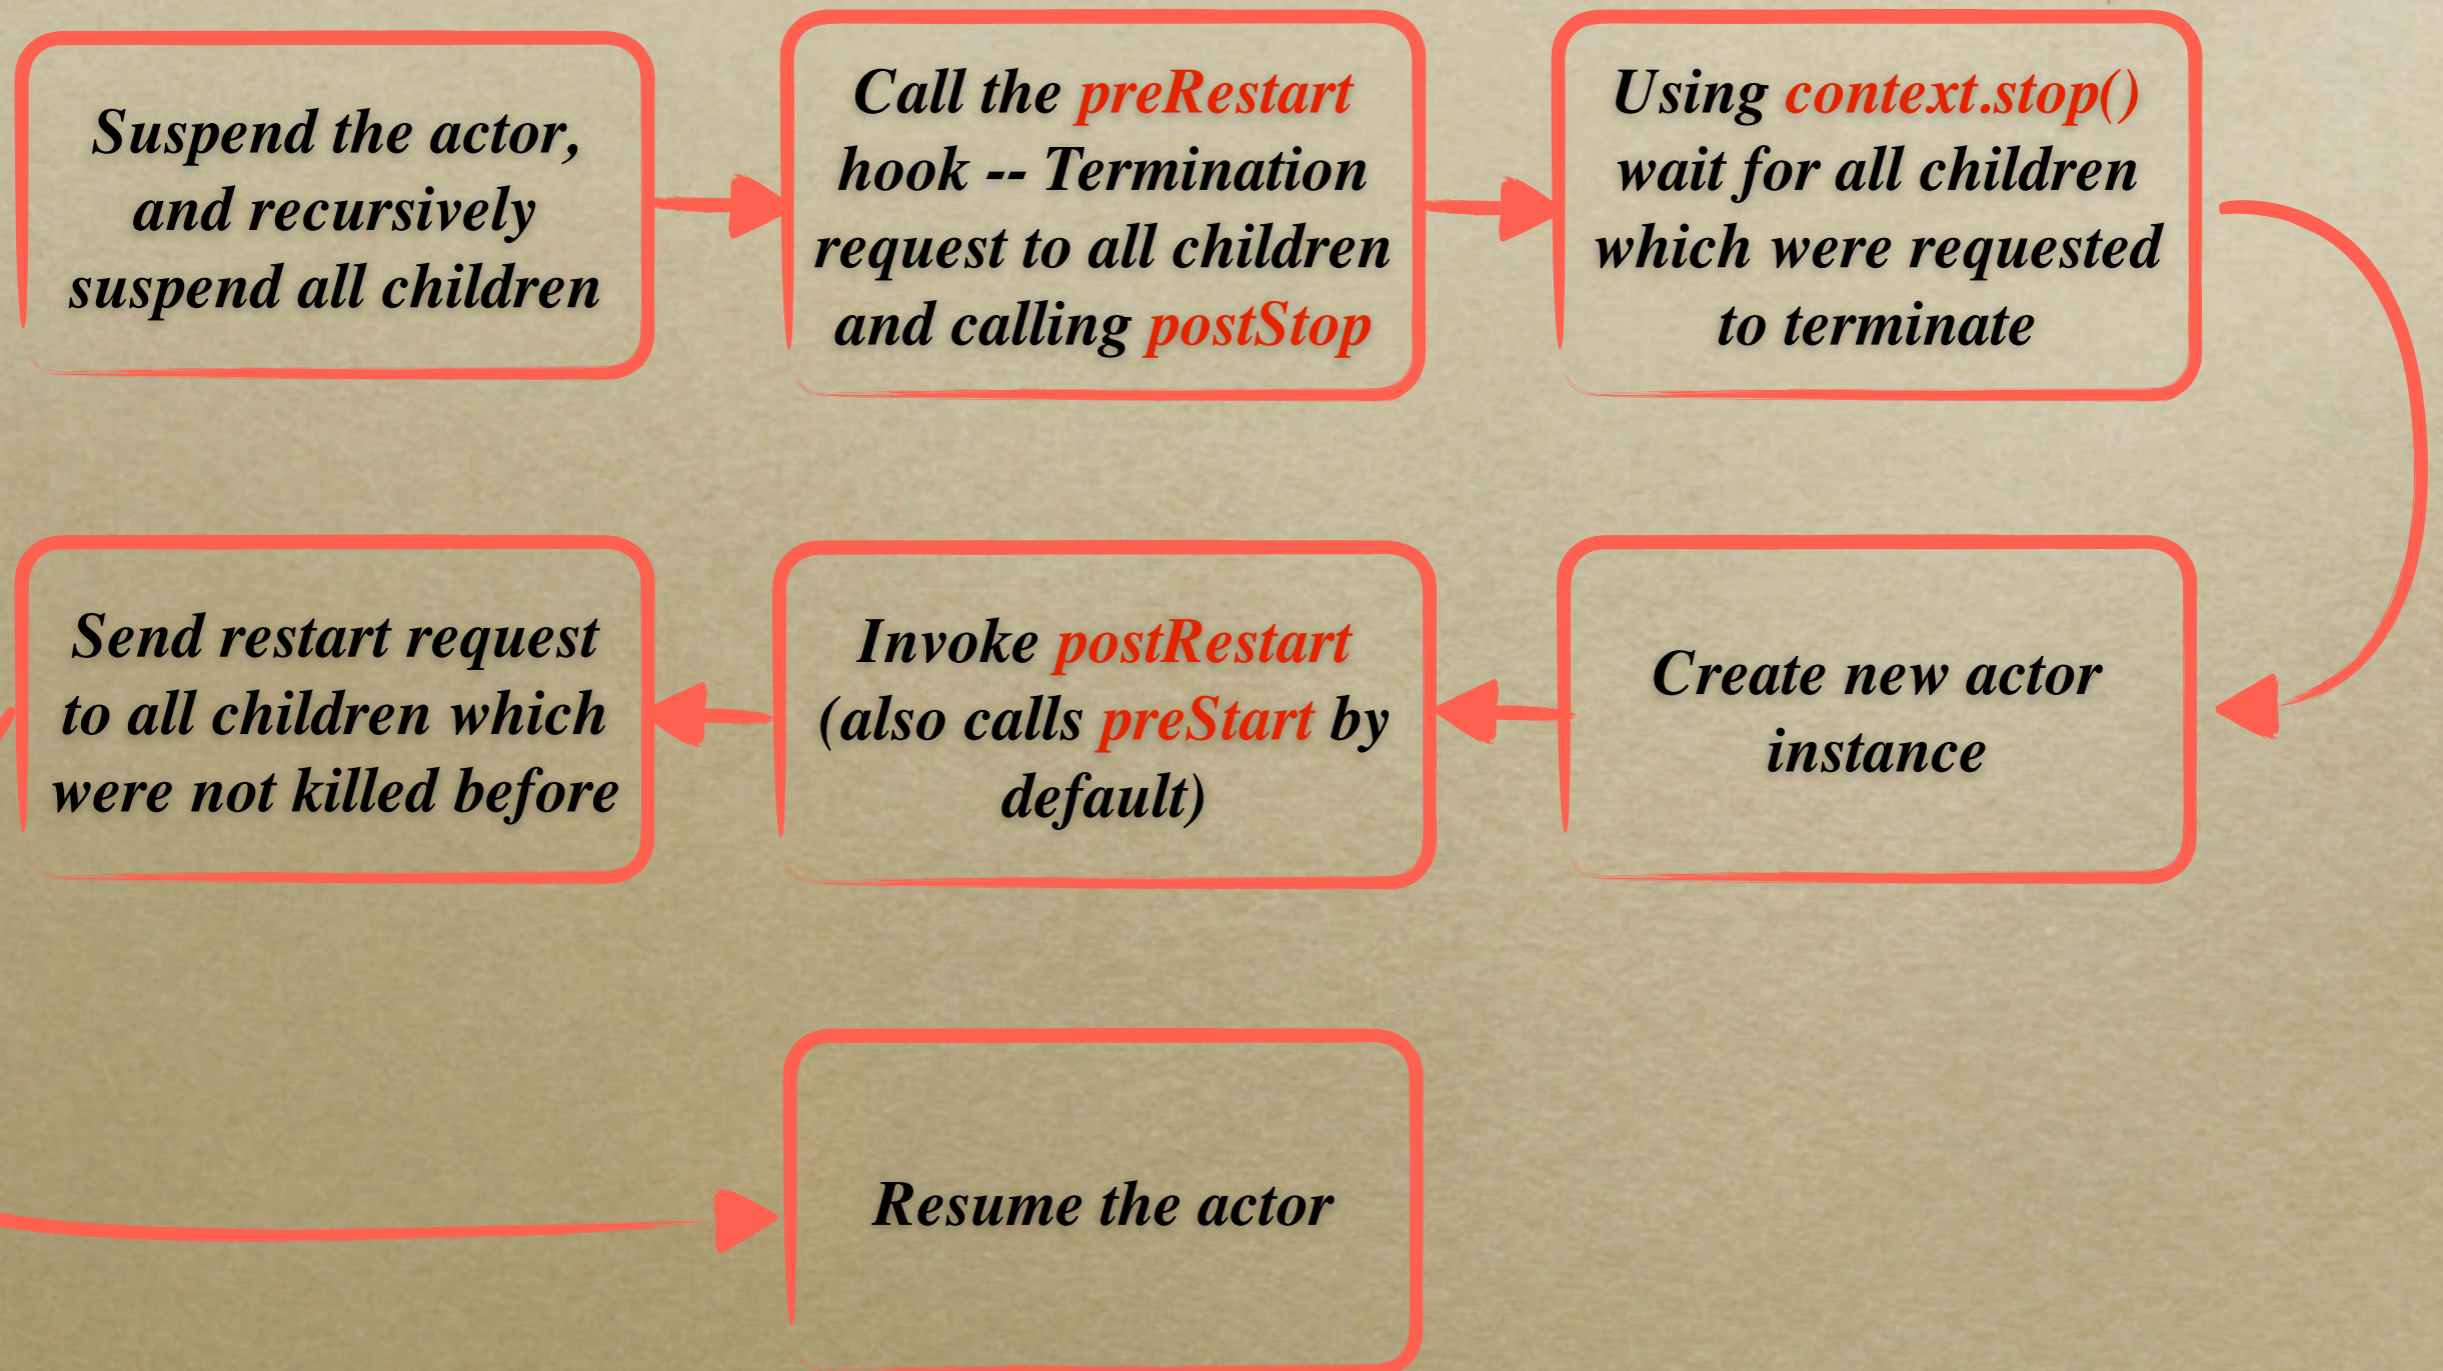 Suspend the actor,
and recursively
suspend all children
Call the preRestart
hook -- Termination
request to all children
and calling postStop
Using context.stop()
wait for all children
which were requested
to terminate
Create new actor
instance
Invoke postRestart
(also calls preStart by
default)
Send restart request
to all children which
were not killed before
Resume the actor